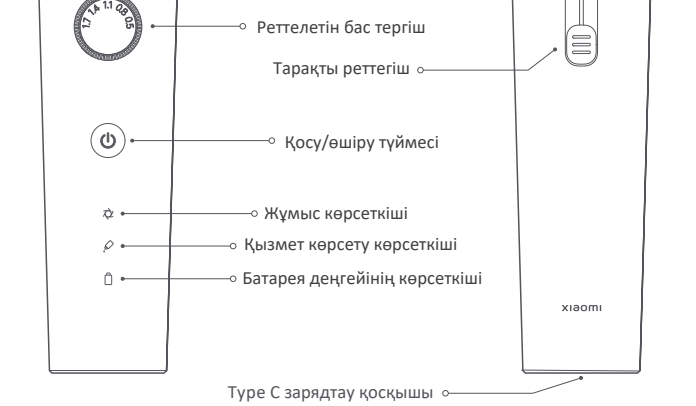 1.7 1.4 1.1 0.8 0.5
Реттелетін бас тергіш
Тарақты реттегіш
Қосу/өшіру түймесі
Жұмыс көрсеткіші
Қызмет көрсету көрсеткіші
Батарея деңгейінің көрсеткіші
xiaomi
Type C зарядтау қосқышы